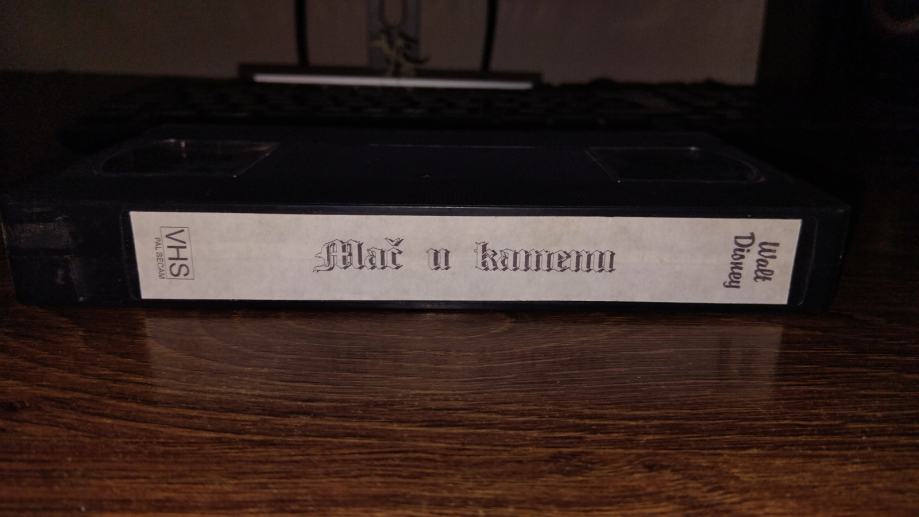 VHS
PAL SECAM
Mač u kamenu
Walt
Disney